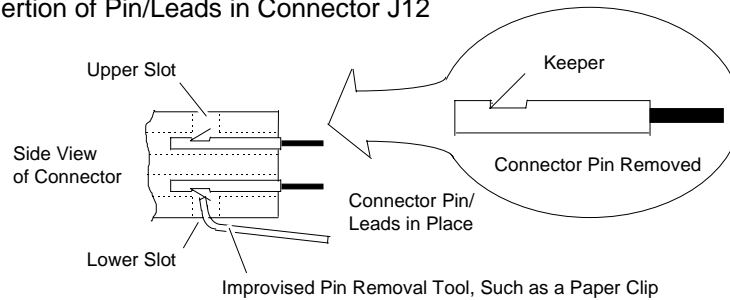 ertion of Pin/Leads in Connector J12
Upper Slot
Keeper
Side View
of Connector
Connector Pin Removed
Connector Pin/
Leads in Place
Lower Slot
Improvised Pin Removal Tool, Such as a Paper Clip